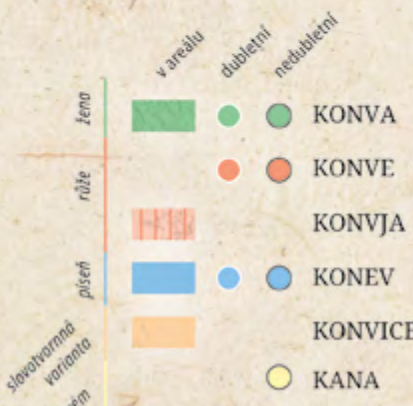 v areálu
dubletní
nedubletní
žena
KONVA
růže
KONVE
KONVJA
píseň
KONEV
slovotvorná
varianta
KONVICE
KANA